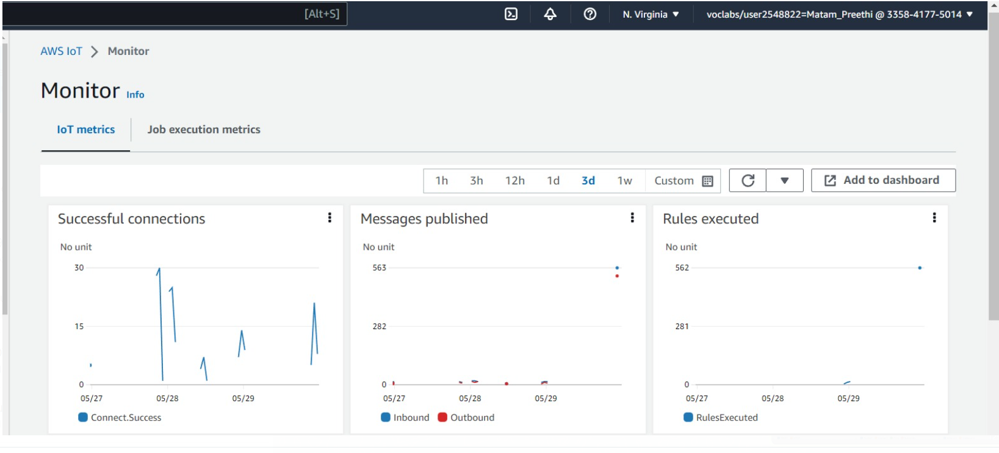 [Alt+S]
N. Virginia
voclabs/user2548822=Matam_Preethi @ 3358-4177-5014
AWS IoT
Monitor
Monitor Info
IoT metrics
Job execution metrics
1h 3h 12h 1d 3d 1w Custom
Add to dashboard
Successful connections
No unit
30
15
0
05/27 05/28 05/29
Connect.Success
Messages published
No unit
563
282
0
05/27 05/28 05/29
Inbound Outbound
Rules executed
No unit
562
281
0
05/27 05/28 05/29
RulesExecuted